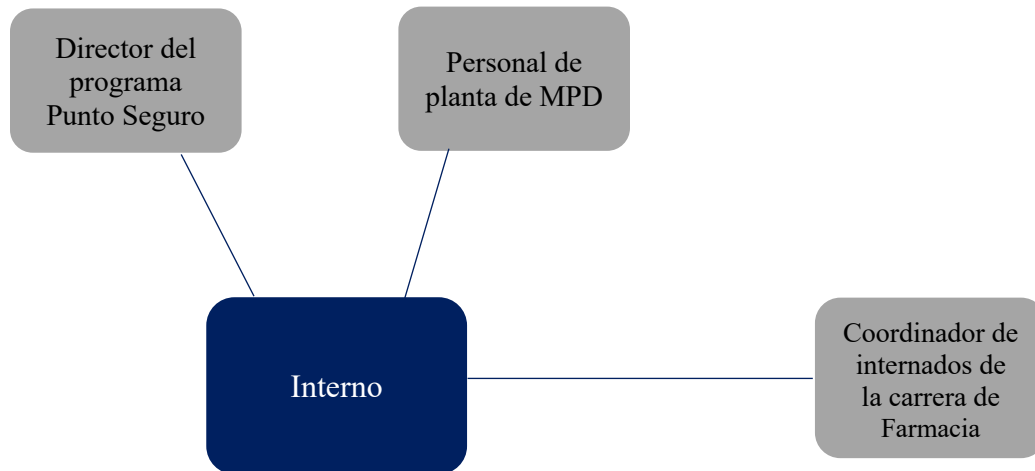 Director del
programa
Punto Seguro
Personal de
planta de MPD
Interno
Coordinador de
internados de
la carrera de
Farmacia